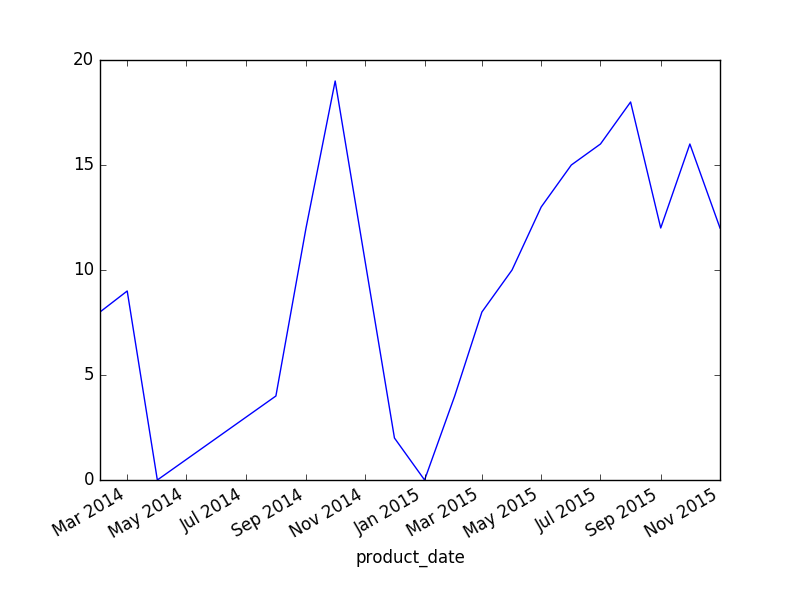 20
15
10
5
0
Mar 2014
May 2014
Jul 2014
Sep 2014
Nov 2014
Jan 2015
Mar 2015
May 2015
Jul 2015
Sep 2015
Nov 2015
product_date